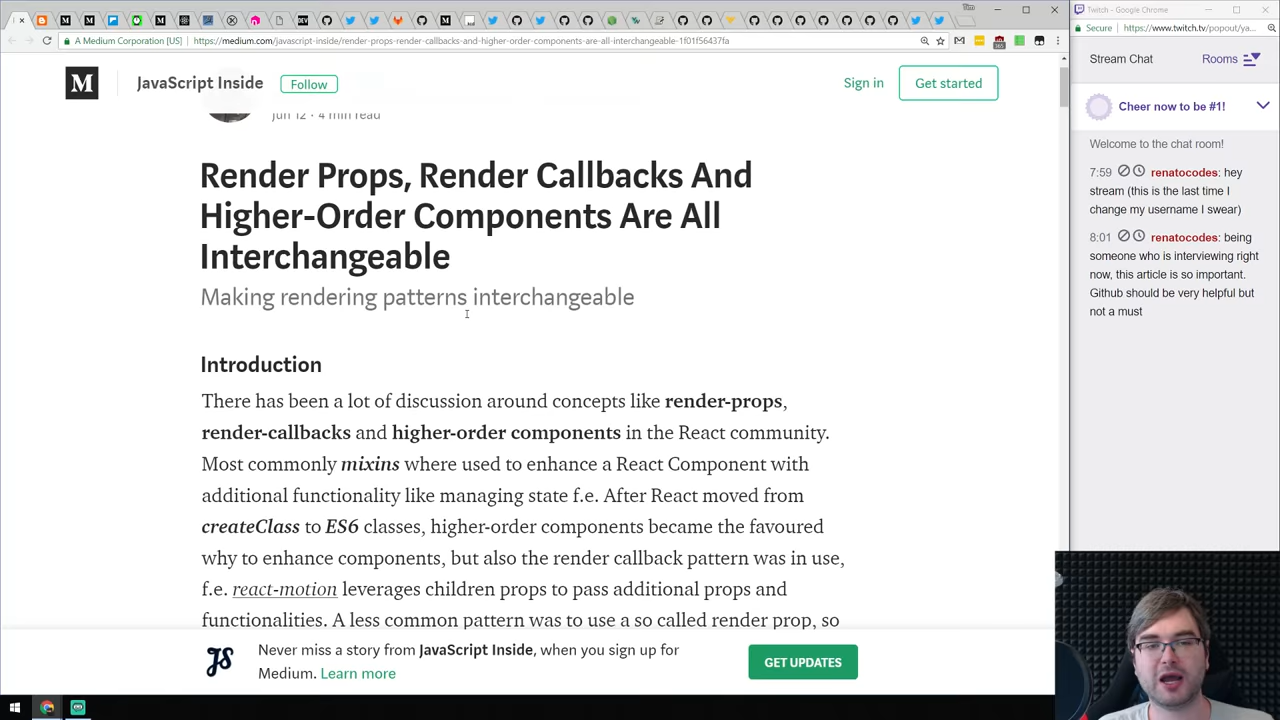 Tim
Twitch - Google Chrome
A Medium Corporation [US]
https://medium.com/javascript-inside/render-props-render-callbacks-and-higher-order-components-are-all-interchangeable-1f01f56437fa
Secure
https://www.twitch.tv/popout/ya...
M
JavaScript Inside
Follow
Sign in
Get started
Jun 12 · 4 min read
Render Props, Render Callbacks And
Higher-Order Components Are All
Interchangeable
Making rendering patterns interchangeable
Introduction
There has been a lot of discussion around concepts like render-props,
render-callbacks and higher-order components in the React community.
Most commonly mixins where used to enhance a React Component with
additional functionality like managing state f.e. After React moved from
createClass to ES6 classes, higher-order components became the favoured
why to enhance components, but also the render callback pattern was in use,
f.e. react-motion leverages children props to pass additional props and
functionalities. A less common pattern was to use a so called render prop, so
JS
Never miss a story from JavaScript Inside, when you sign up for
Medium. Learn more
GET UPDATES
Stream Chat
Rooms
Cheer now to be #1!
Welcome to the chat room!
7:59 renatocodes: hey
stream (this is the last time I
change my username I swear)
8:01 renatocodes: being
someone who is interviewing right
now, this article is so important.
Github should be very helpful but
not a must